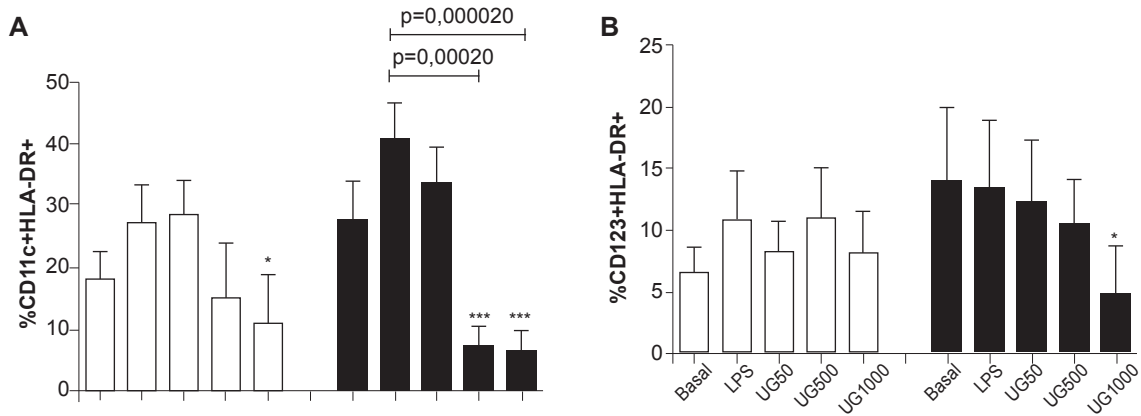 A
p=0,000020
p=0,00020
%CD11c+HLA-DR+
50
40
30
20
10
0
*
***
***
B
%CD123+HLA-DR+
25
20
15
10
5
0
*
Basal
LPS
UG50
UG500
UG1000
Basal
LPS
UG50
UG500
UG1000